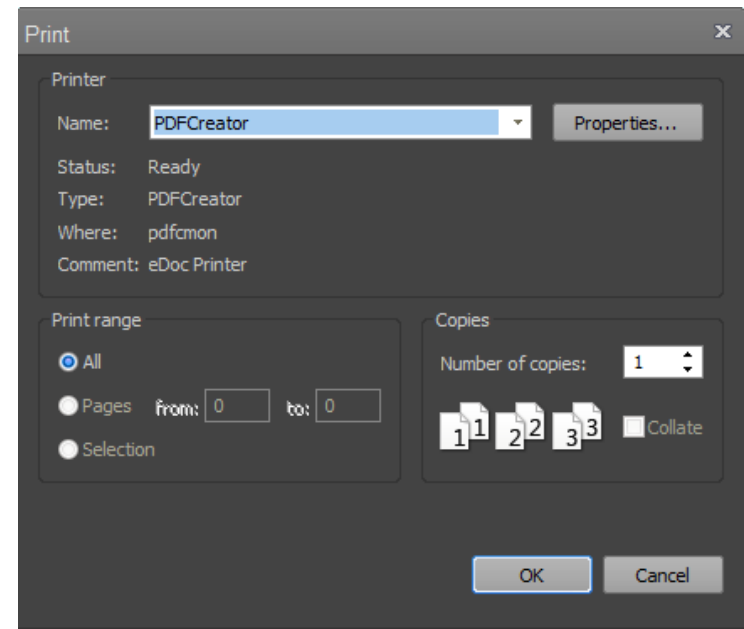 Print
Printer
Name: PDFCreator Properties...
Status: Ready
Type: PDFCreator
Where: pdfcmon
Comment: eDoc Printer
Print range
All
Pages from: 0 to: 0
Selection
Copies
Number of copies: 1
1 1 2 2 3 3 Collate
OK Cancel